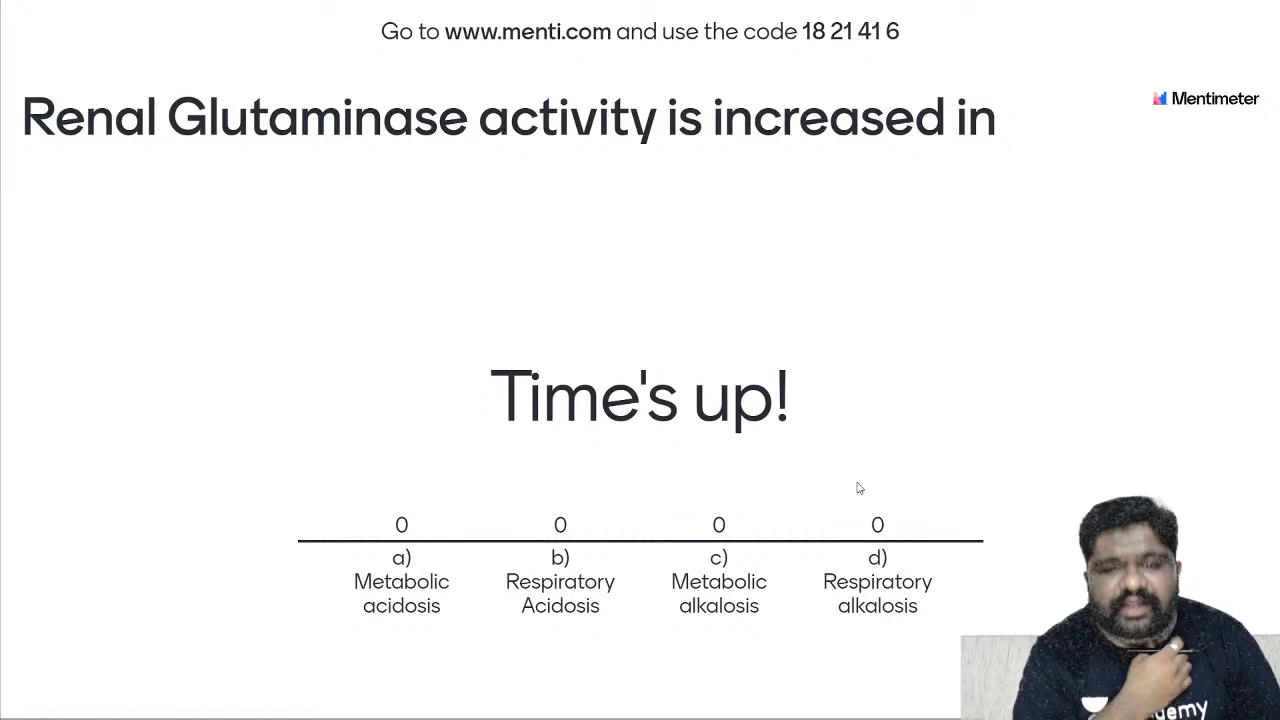 Go to www.menti.com and use the code 18 21 41 6
Renal Glutaminase activity is increased in
Mentimeter
Time's up!
0 0 0 0
a) b) c) d)
Metabolic Respiratory Metabolic Respiratory
acidosis Acidosis alkalosis alkalosis